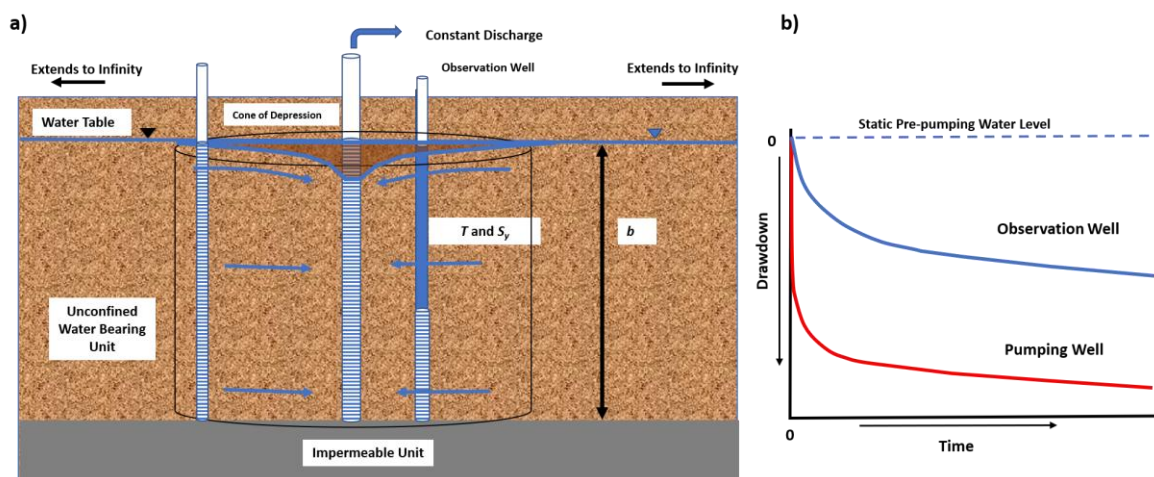 a)
Constant Discharge
Observation Well
Extends to Infinity
Extends to Infinity
Water Table
Cone of Depression
T and Sy
b
Unconfined
Water Bearing
Unit
Impermeable Unit
b)
Static Pre-pumping Water Level
0
Drawdown
Observation Well
Pumping Well
0
Time